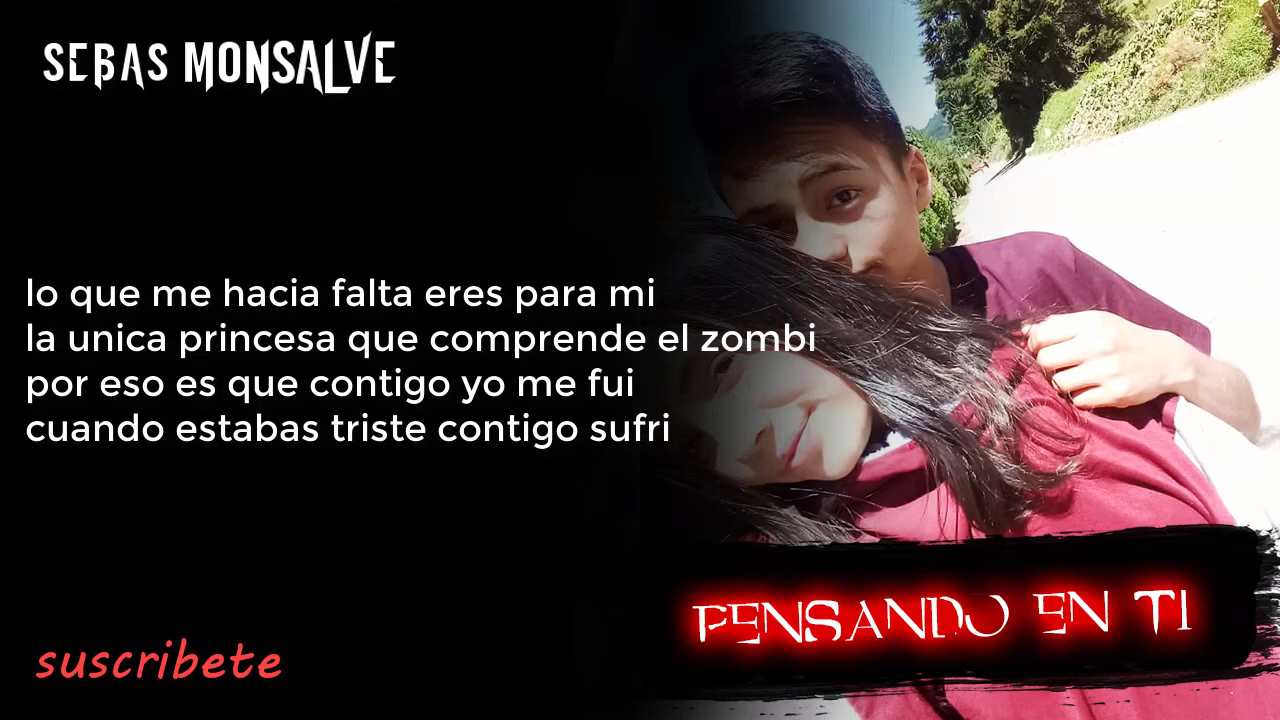 SEBAS MONSALVE
lo que me hacia falta eres para mi
la unica princesa que comprende el zombi
por eso es que contigo yo me fui
cuando estabas triste contigo sufri
PENSANDO EN TI
suscribete